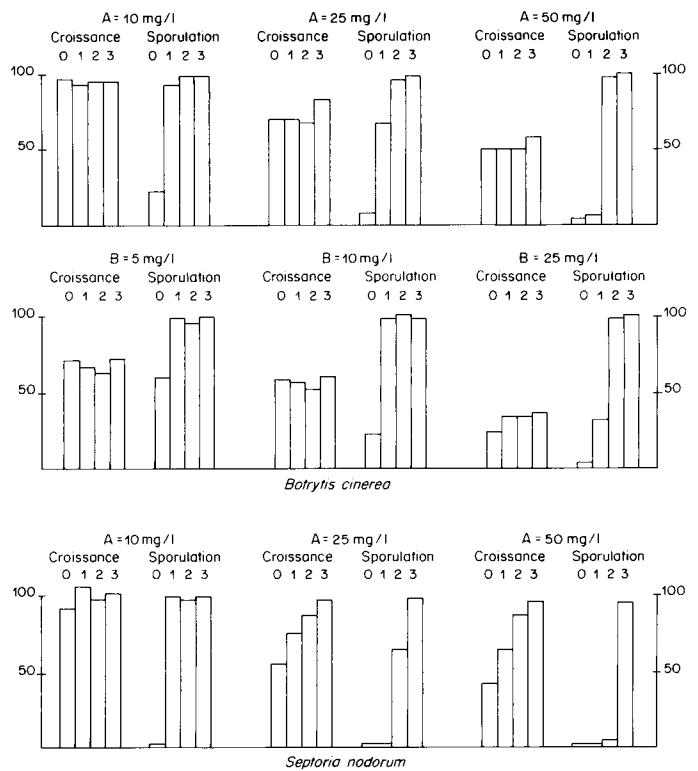 A = 10 mg/l A = 25 mg/l A = 50 mg/l
Croissance Sporulation Croissance Sporulation Croissance Sporulation
0 1 2 3 0 1 2 3 0 1 2 3 0 1 2 3 0 1 2 3 0 1 2 3
100 100
50 50
B = 5 mg/l B = 10 mg/l B = 25 mg/l
Croissance Sporulation Croissance Sporulation Croissance Sporulation
0 1 2 3 0 1 2 3 0 1 2 3 0 1 2 3 0 1 2 3 0 1 2 3
100 100
50 50
Botrytis cinerea
A = 10 mg/l A = 25 mg/l A = 50 mg/l
Croissance Sporulation Croissance Sporulation Croissance Sporulation
0 1 2 3 0 1 2 3 0 1 2 3 0 1 2 3 0 1 2 3 0 1 2 3
100 100
50 50
Septoria nodorum